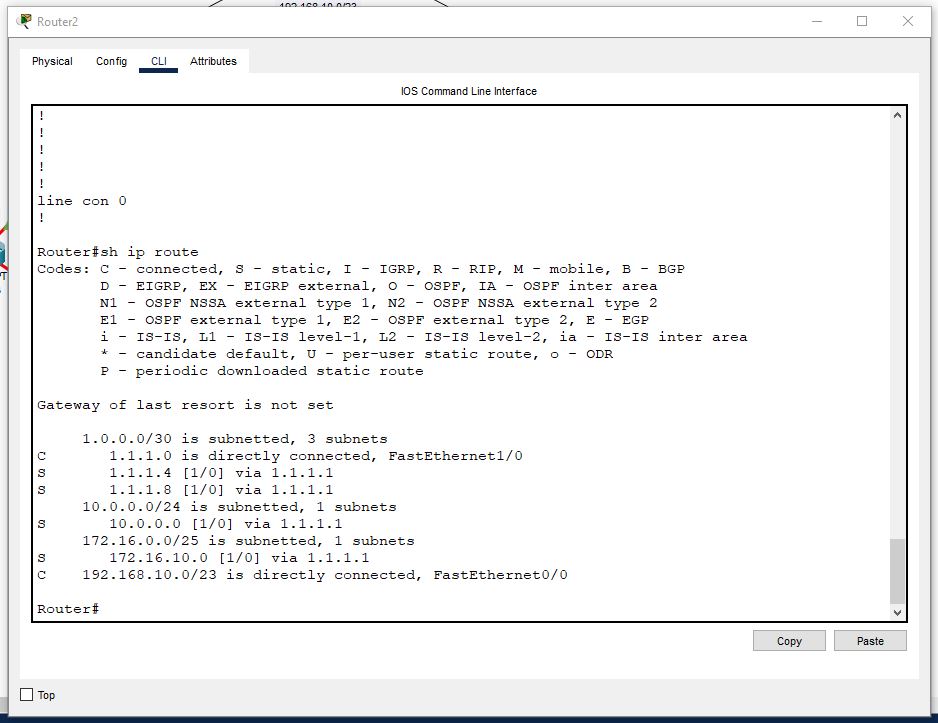 192.168.10.0/23
Router2
Physical Config CLI Attributes
IOS Command Line Interface
!
!
!
!
!
line con 0
!
Router#sh ip route
Codes: C - connected, S - static, I - IGRP, R - RIP, M - mobile, B - BGP
D - EIGRP, EX - EIGRP external, O - OSPF, IA - OSPF inter area
N1 - OSPF NSSA external type 1, N2 - OSPF NSSA external type 2
E1 - OSPF external type 1, E2 - OSPF external type 2, E - EGP
i - IS-IS, L1 - IS-IS level-1, L2 - IS-IS level-2, ia - IS-IS inter area
* - candidate default, U - per-user static route, o - ODR
P - periodic downloaded static route
Gateway of last resort is not set
1.0.0.0/30 is subnetted, 3 subnets
C 1.1.1.0 is directly connected, FastEthernet1/0
S 1.1.1.4 [1/0] via 1.1.1.1
S 1.1.1.8 [1/0] via 1.1.1.1
10.0.0.0/24 is subnetted, 1 subnets
S 10.0.0.0 [1/0] via 1.1.1.1
172.16.0.0/25 is subnetted, 1 subnets
S 172.16.10.0 [1/0] via 1.1.1.1
C 192.168.10.0/23 is directly connected, FastEthernet0/0
Router#
Copy Paste
Top